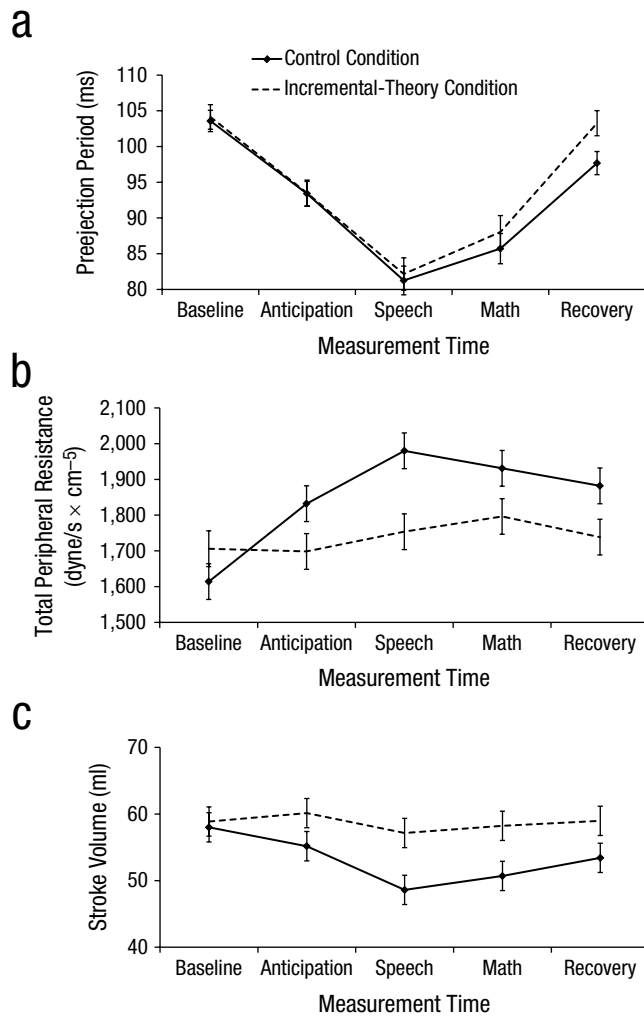 a
Control Condition
Incremental-Theory Condition
Preejection Period (ms)
110
105
100
95
90
85
80
Baseline Anticipation Speech Math Recovery
Measurement Time
b
Total Peripheral Resistance
(dyne/s × cm–5)
2,100
2,000
1,900
1,800
1,700
1,600
1,500
Baseline Anticipation Speech Math Recovery
Measurement Time
c
Stroke Volume (ml)
70
60
50
40
Baseline Anticipation Speech Math Recovery
Measurement Time